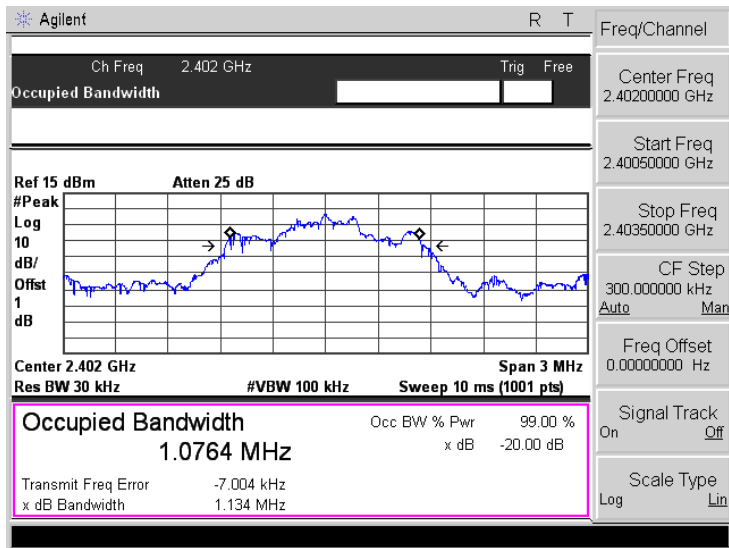 Agilent R T
Ch Freq 2.402 GHz Trig Free
Occupied Bandwidth
Ref 15 dBm Atten 25 dB
#Peak
Log
10
dB/
Offst
1
dB
Center 2.402 GHz Span 3 MHz
Res BW 30 kHz #VBW 100 kHz Sweep 10 ms (1001 pts)
Occupied Bandwidth
1.0764 MHz
Occ BW % Pwr 99.00 %
x dB -20.00 dB
Transmit Freq Error -7.004 kHz
x dB Bandwidth 1.134 MHz
Freq/Channel
Center Freq
2.40200000 GHz
Start Freq
2.40050000 GHz
Stop Freq
2.40350000 GHz
CF Step
300.000000 kHz
Auto Man
Freq Offset
0.00000000 Hz
Signal Track
On Off
Scale Type
Log Lin